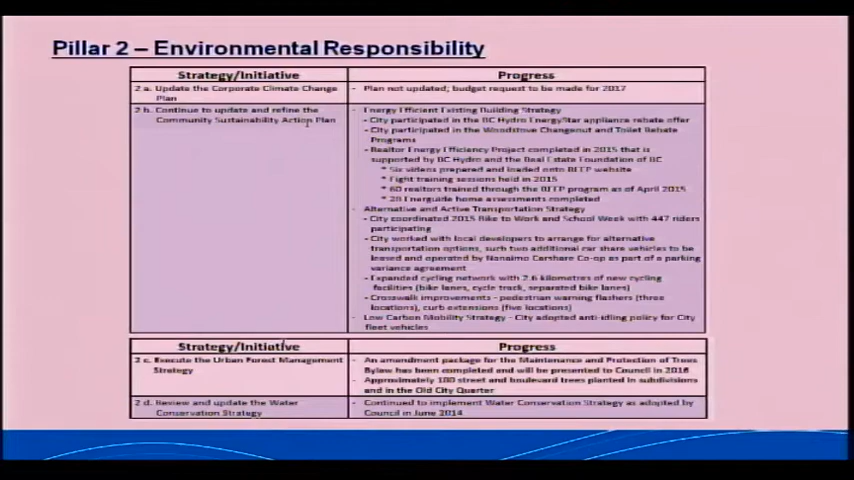 Pillar 2 – Environmental Responsibility
Strategy/Initiative
Progress
2 a. Update the Corporate Climate Change
Plan
- Plan not updated; budget request to be made for 2017
2 b. Continue to update and refine the
Community Sustainability Action Plan
- Energy Efficient Existing Building Strategy
- City participated in the BC Hydro EnergyStar appliance rebate offer
- City participated in the Woodstove Changeout and Toilet Rebate
Programs
- Realtor Energy Efficiency Project completed in 2015 that is
supported by BC Hydro and the Real Estate Foundation of BC
* Six videos prepared and loaded onto website
* Eight training sessions held in 2015
* 60 realtors trained through the program as of April 2015
* 20 Energuide home assessments completed
- Alternative and Active Transportation Strategy
- City coordinated 2015 Bike to Work and School Week with 447 riders
participating
- City worked with local developers to arrange for alternative
transportation options, such two additional car share vehicles to be
leased and operated by Nanaimo Carshare Co-op as part of a parking
variance agreement
- Expanded cycling network with 2.6 kilometres of new cycling
facilities (bike lanes, cycle track, separated bike lanes)
- Crosswalk improvements - pedestrian warning flashers (three
locations), curb extensions (five locations)
- Low Carbon Mobility Strategy - City adopted anti-idling policy for City
fleet vehicles
Strategy/Initiative
Progress
2 c. Execute the Urban Forest Management
Strategy
- An amendment package for the Maintenance and Protection of Trees
Bylaw has been completed and will be presented to Council in 2016
- Approximately 180 street and boulevard trees planted in subdivisions
and in the Old City Quarter
2 d. Review and update the Water
Conservation Strategy
- Continued to implement Water Conservation Strategy as adopted by
Council in June 2014